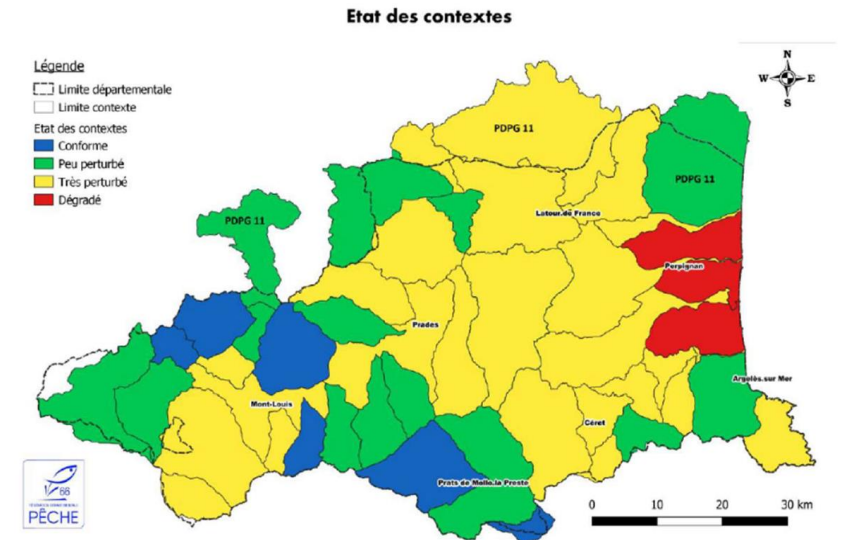 Etat des contextes
Légende
Limite départementale
Limite contexte
Etat des contextes
Conforme
Peu perturbé
Très perturbé
Dégradé
N
W
E
S
PDPG 11
PDPG 11
PDPG 11
Latour.de.France
Perpignan
Prades
Argelès.sur Mer
Mont-Louis
Céret
Prats de Mollo.la Preste
66
PÊCHE
0 10 20 30 km